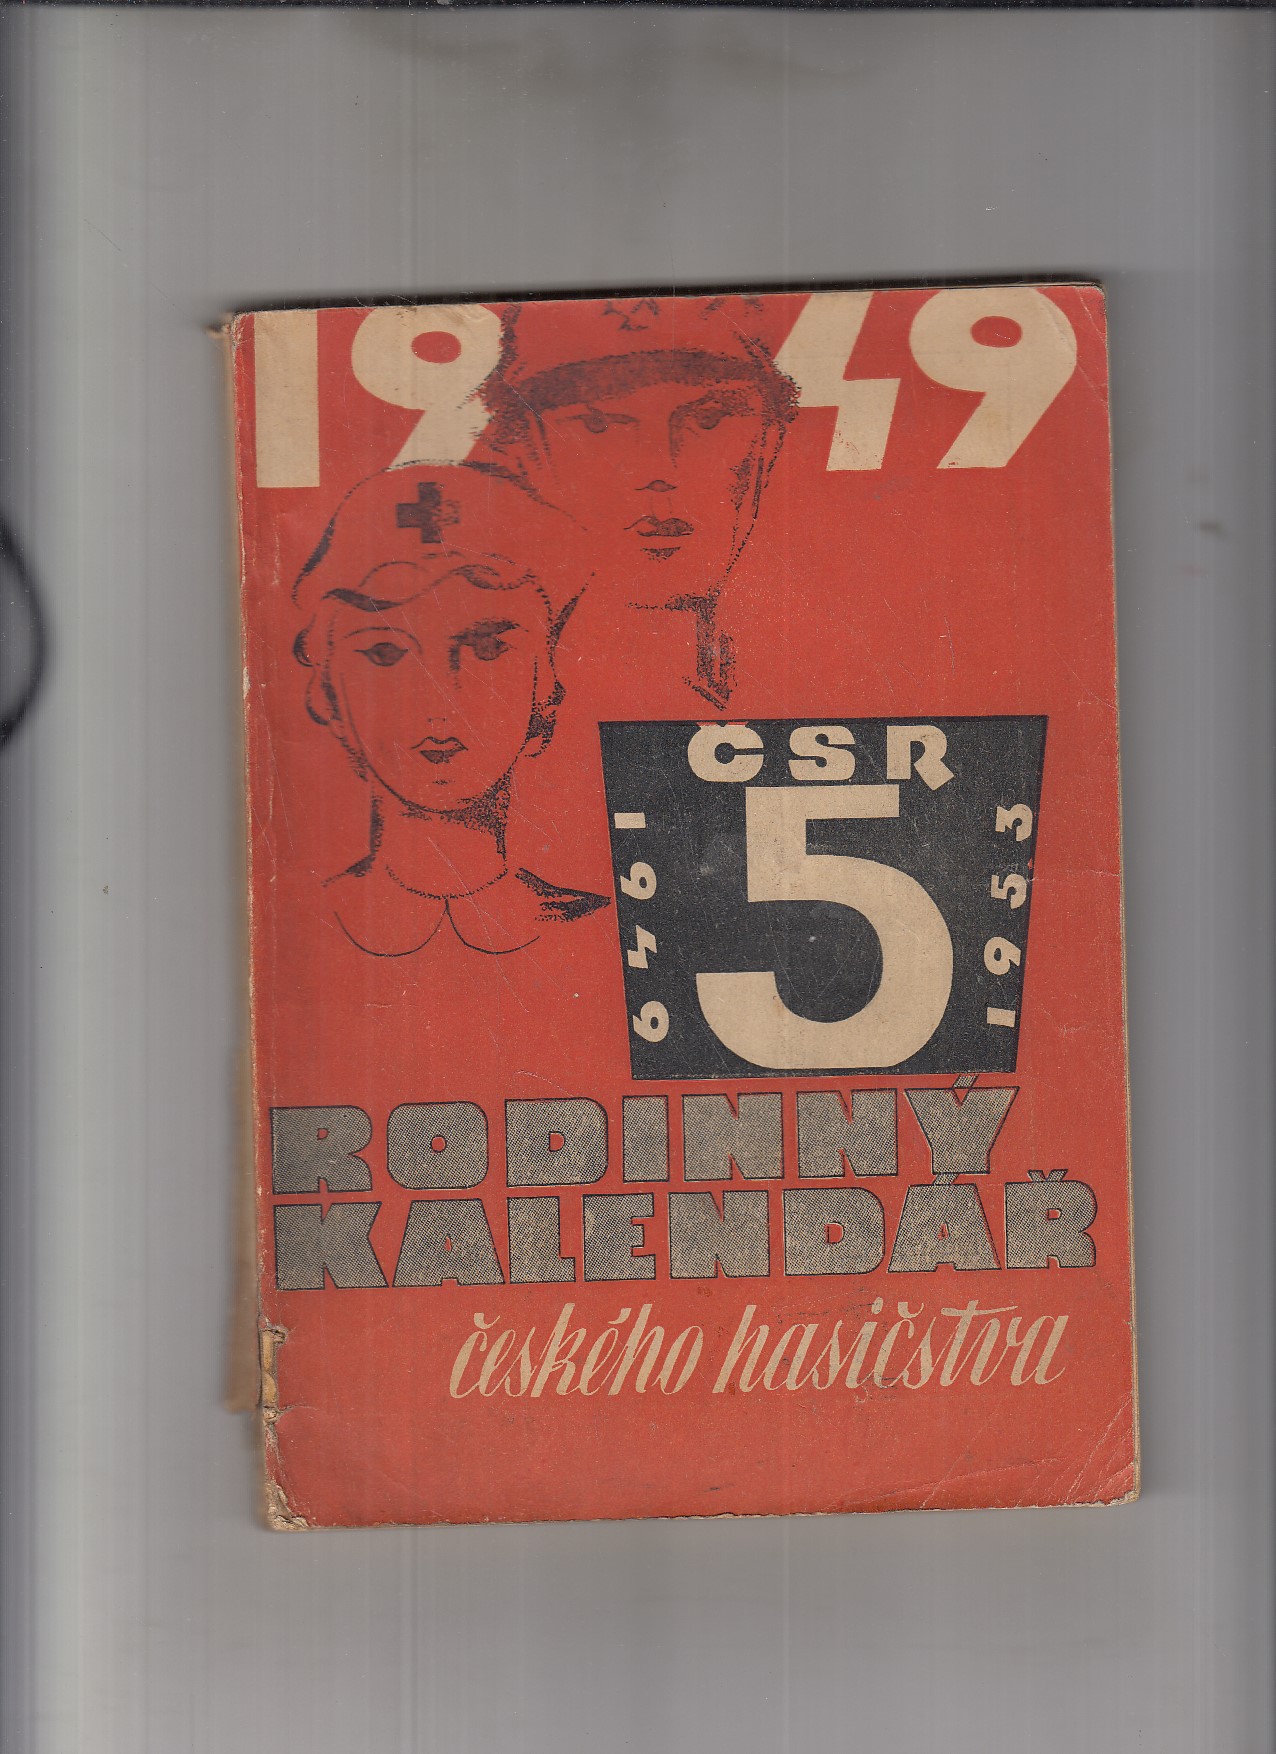 1949
ČSR
1949
5
1953
RODINNÝ
KALENDÁŘ
českého hasičstva